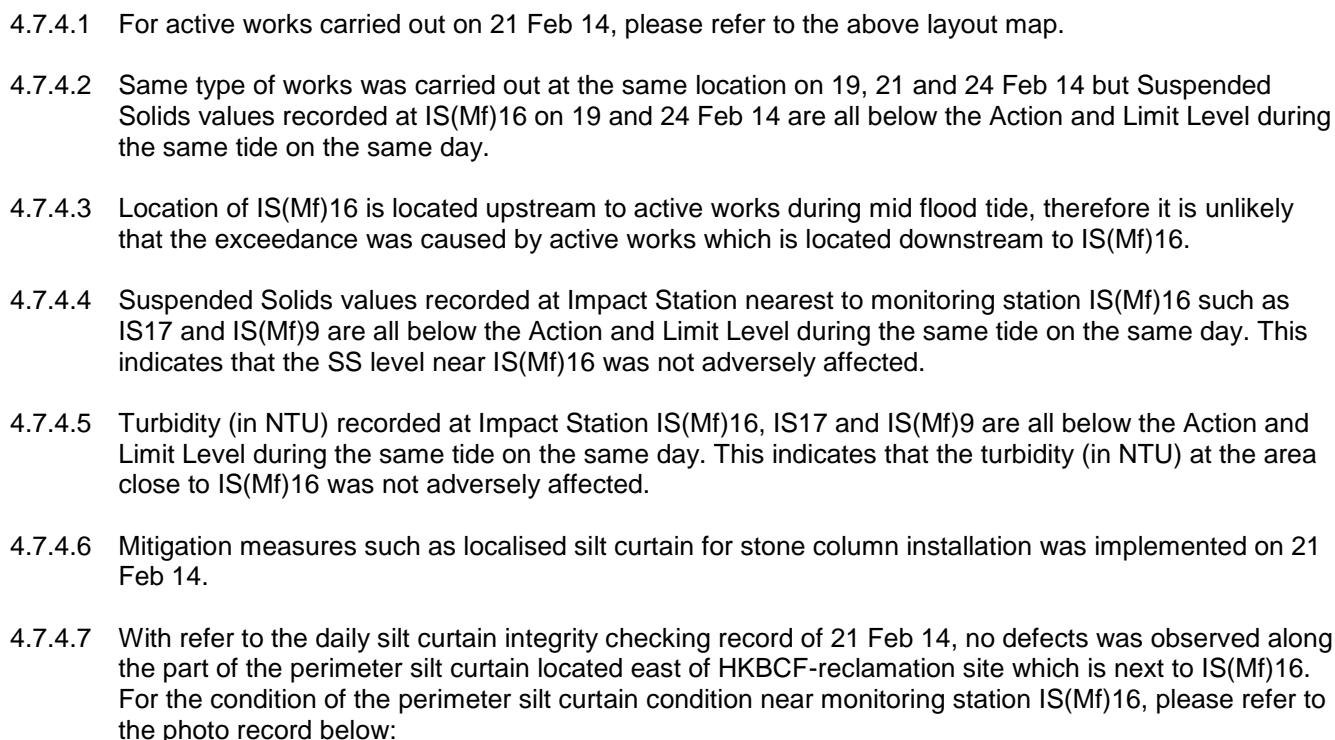 4.7.4.1 For active works carried out on 21 Feb 14, please refer to the above layout map.
4.7.4.2 Same type of works was carried out at the same location on 19, 21 and 24 Feb 14 but Suspended
Solids values recorded at IS(Mf)16 on 19 and 24 Feb 14 are all below the Action and Limit Level during
the same tide on the same day.
4.7.4.3 Location of IS(Mf)16 is located upstream to active works during mid flood tide, therefore it is unlikely
that the exceedance was caused by active works which is located downstream to IS(Mf)16.
4.7.4.4 Suspended Solids values recorded at Impact Station nearest to monitoring station IS(Mf)16 such as
IS17 and IS(Mf)9 are all below the Action and Limit Level during the same tide on the same day. This
indicates that the SS level near IS(Mf)16 was not adversely affected.
4.7.4.5 Turbidity (in NTU) recorded at Impact Station IS(Mf)16, IS17 and IS(Mf)9 are all below the Action and
Limit Level during the same tide on the same day. This indicates that the turbidity (in NTU) at the area
close to IS(Mf)16 was not adversely affected.
4.7.4.6 Mitigation measures such as localised silt curtain for stone column installation was implemented on 21
Feb 14.
4.7.4.7 With refer to the daily silt curtain integrity checking record of 21 Feb 14, no defects was observed along
the part of the perimeter silt curtain located east of HKBCF-reclamation site which is next to IS(Mf)16.
For the condition of the perimeter silt curtain condition near monitoring station IS(Mf)16, please refer to
the photo record below: